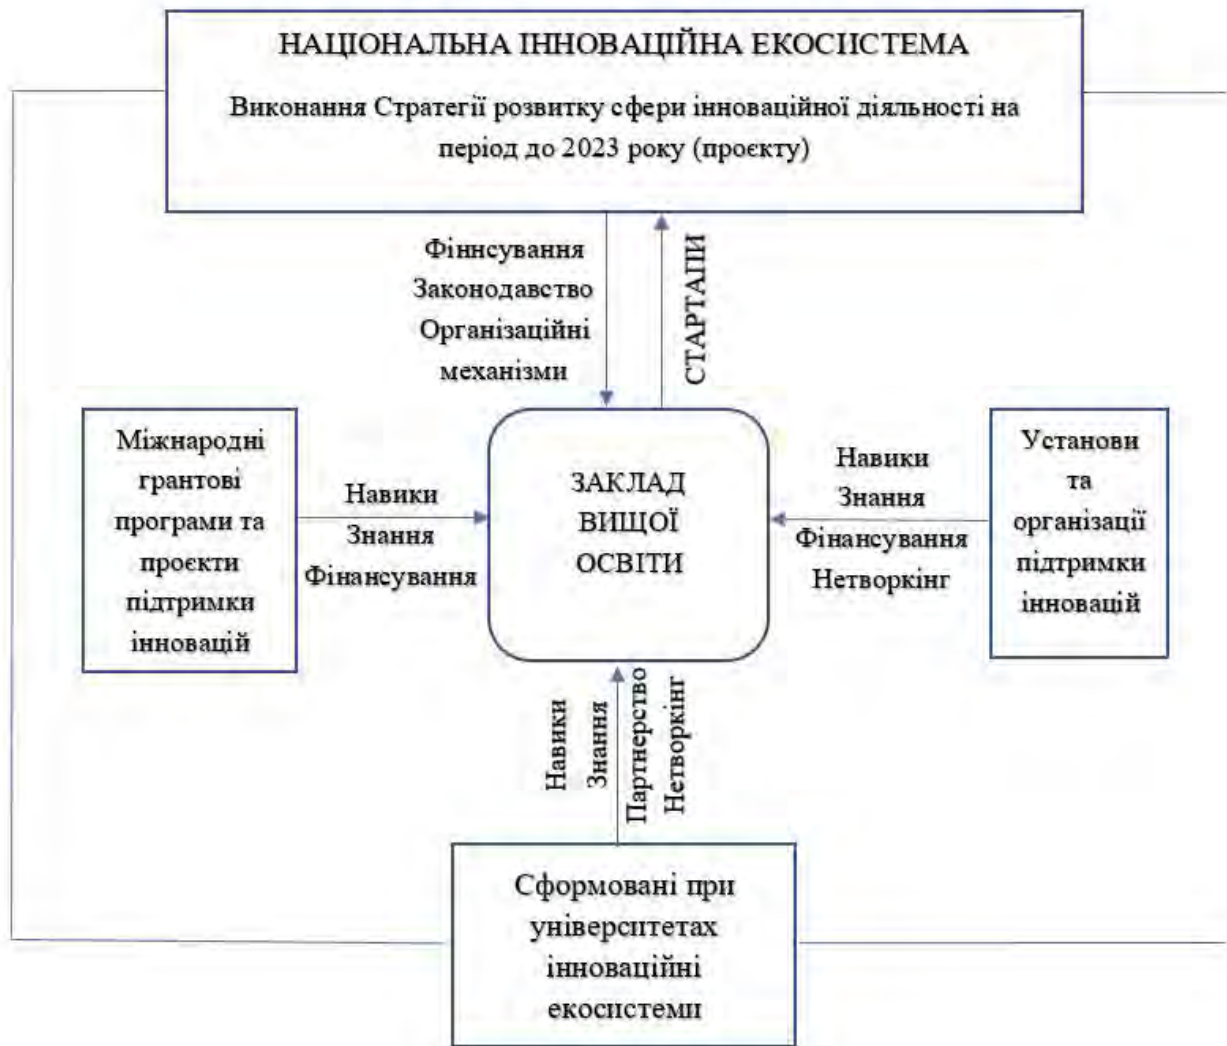 НАЦІОНАЛЬНА ІННОВАЦІЙНА ЕКОСИСТЕМА
Виконання Стратегії розвитку сфери інноваційної діяльності на
період до 2023 року (проєкту)
Фіннсування
Законодавство
Організаційні
механізми
СТАРТАПИ
Міжнародні
грантові
програми та
проєкти
підтримки
інновацій
Навики
Знання
Фінансування
ЗАКЛАД
ВИЩОЇ
ОСВІТИ
Навики
Знання
Фінансування
Нетворкінг
Установи
та
організації
підтримки
інновацій
Навики
Знання
Партнерство
Нетворкінг
Сформовані при
університетах
інноваційні
екосистеми